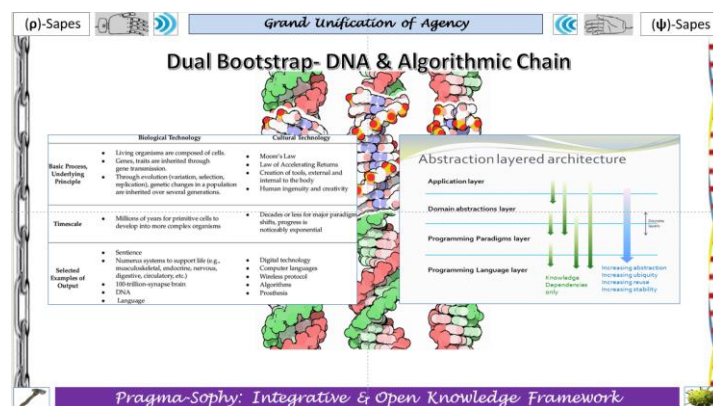 (ρ)-Sapes
Grand Unification of Agency
(ψ)-Sapes
Dual Bootstrap- DNA & Algorithmic Chain
Biological Technology
Cultural Technology
Basic Process,
Underlying
Principle
• Living organisms are composed of cells.
• Genes, traits are inherited through
gene transmission.
• Through evolution (variation, selection,
replication), genetic changes in a population
are inherited over several generations.
• Moore's Law
• Law of Accelerating Returns
• Creation of tools, external and
internal to the body
• Human ingenuity and creativity
Timescale
• Millions of years for primitive cells to
develop into more complex organisms
• Decades or less for major paradigm
shifts, progress is
noticeably exponential
Selected
Examples of
Output
• Sentience
• Numerus systems to support life (e.g.,
musculoskeletal, endocrine, nervous,
digestive, circulatory, etc.)
• 100-trillion-synapse brain
• DNA
• Language
• Digital technology
• Computer languages
• Wireless protocol
• Algorithms
• Prosthesis
Abstraction layered architecture
Application layer
Domain abstractions layer
Programming Paradigms layer
Programming Language layer
Knowledge
Dependencies
only
Increasing abstraction
Increasing ubiquity
Increasing reuse
Increasing stability
Pragma-Sophy: Integrative & Open Knowledge Framework